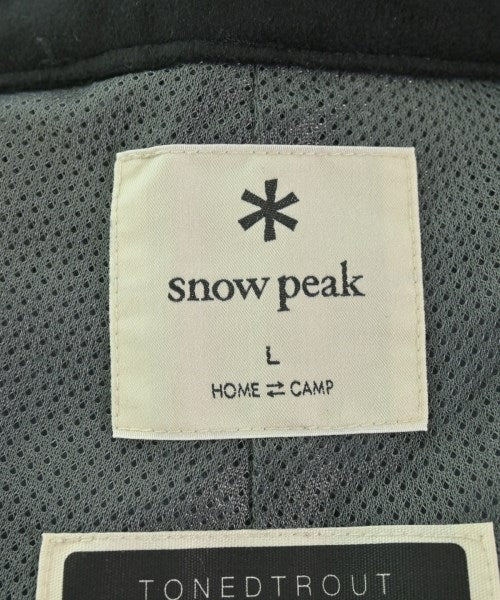 snow peak
L
HOME ⇄ CAMP
TONEDTROUT